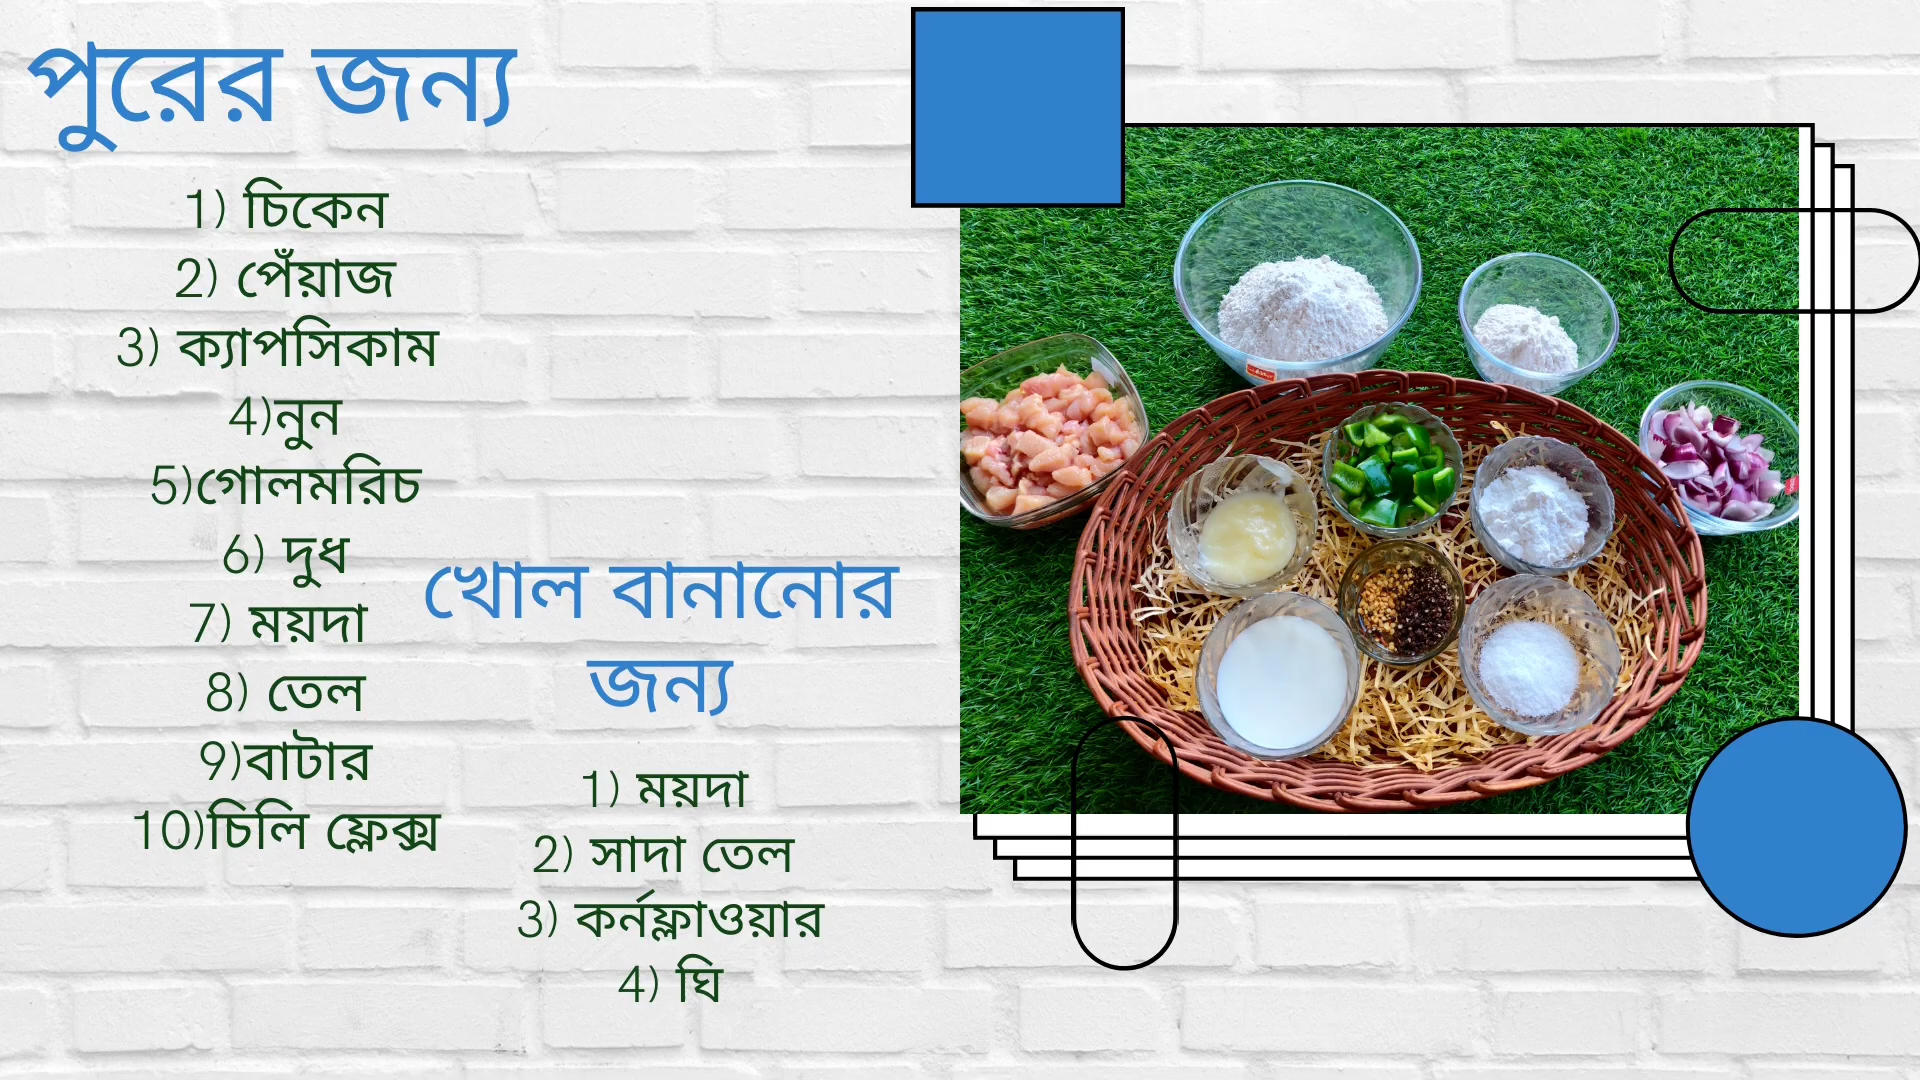 পুরের জন্য
1) চিকেন
2) পেঁয়াজ
3) ক্যাপসিকাম
4)নুন
5)গোলমরিচ
6) দুধ
7) ময়দা
8) তেল
9)বাটার
10)চিলি ফ্লেক্স
খোল বানানোর
জন্য
1) ময়দা
2) সাদা তেল
3) কর্নফ্লাওয়ার
4) ঘি